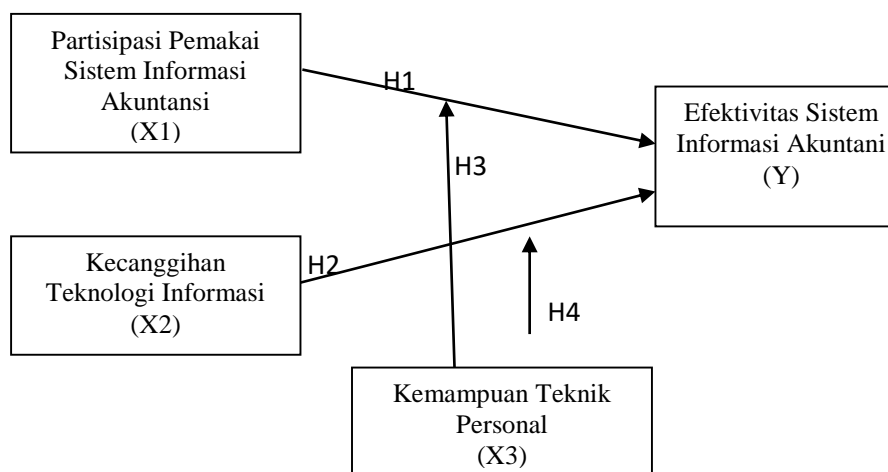 Partisipasi Pemakai
Sistem Informasi
Akuntansi
(X1)
H1
Efektivitas Sistem
Informasi Akuntani
(Y)
H3
Kecanggihan
Teknologi Informasi
(X2)
H2
H4
Kemampuan Teknik
Personal
(X3)